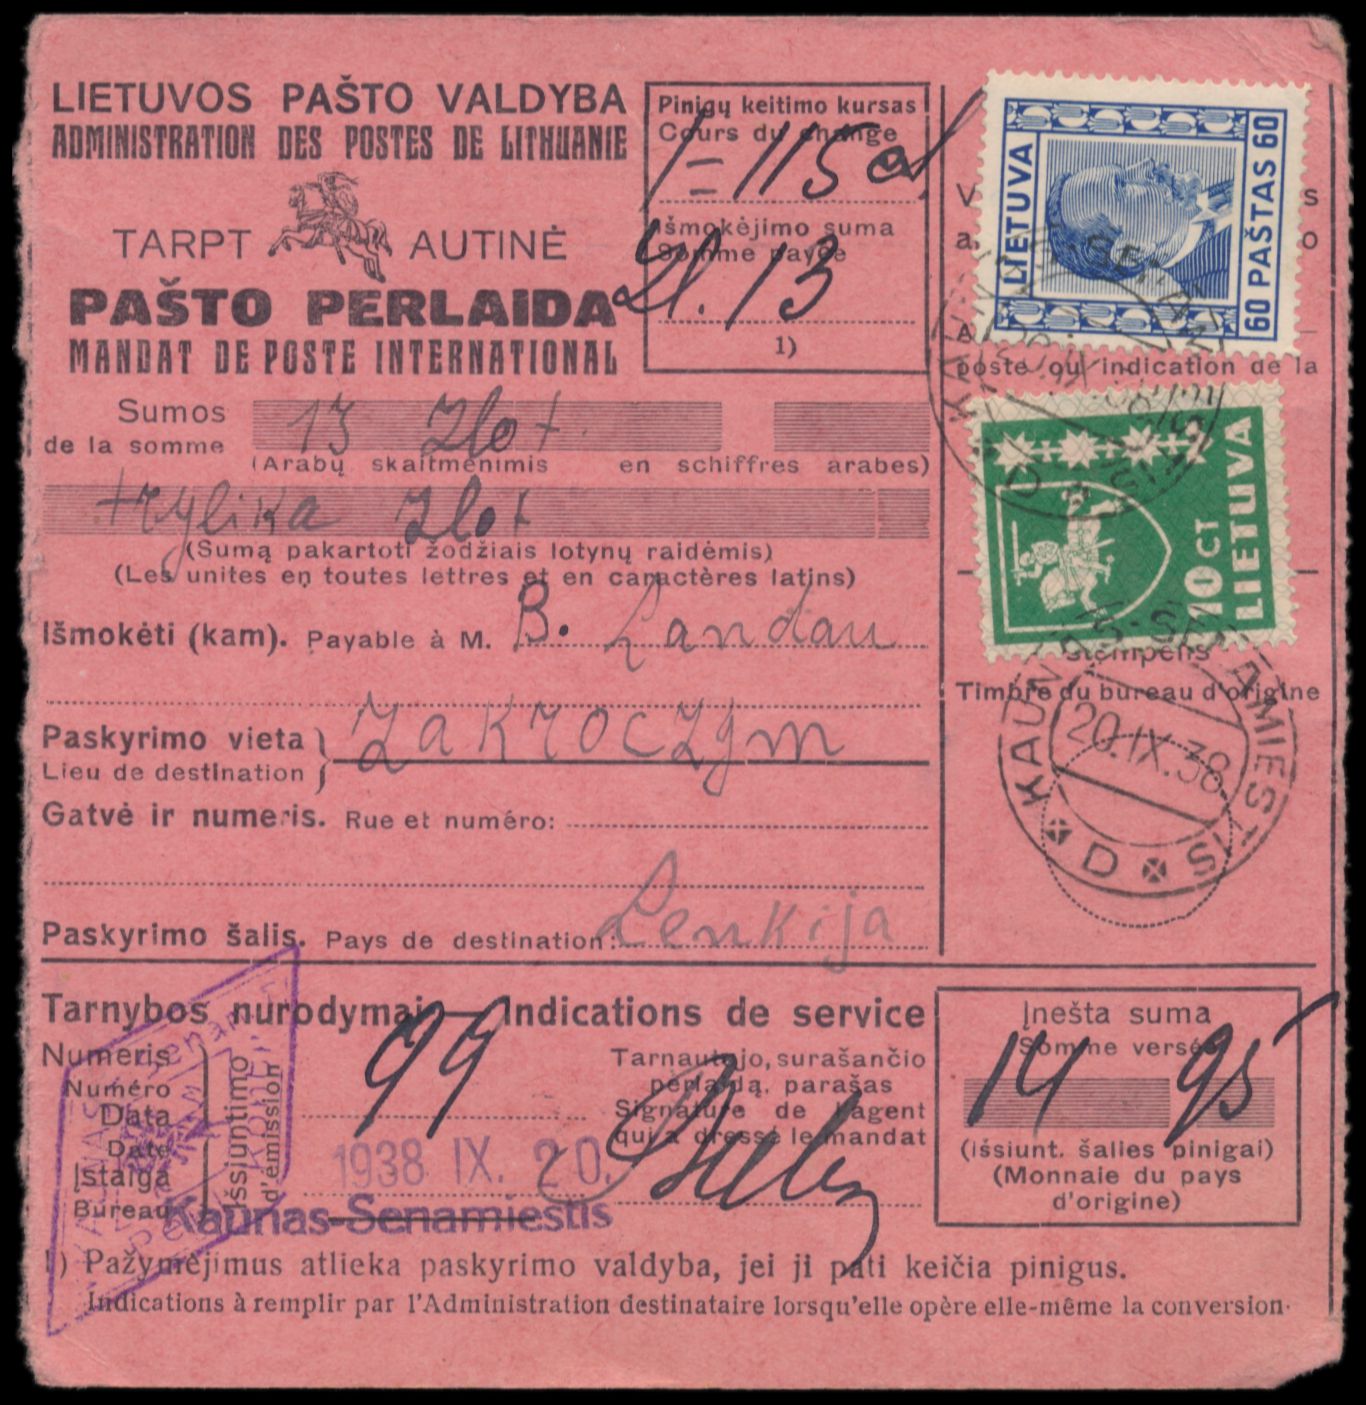 LIETUVOS PAŠTO VALDYBA
ADMINISTRATION DES POSTES DE LITHUANIE
TARPT AUTINĖ
PAŠTO PERLAIDA
MANDAT DE POSTE INTERNATIONAL
Pinigų keitimo kursas
Cours du change
1 = 115
Išmokėjimo suma
Somme payée
Zl. 13
1)
LIETUVA
60 PAŠTAS 60
poste ou indication de la
10 CT
LIETUVA
Sumos
de la somme
13 Zlot.
(Arabų skaitmenimis en schiffres arabes)
trylika Zlot
(Sumą pakartoti žodžiais lotynų raidėmis)
(Les unites en toutes lettres et en caractères latins)
Išmokėti (kam). Payable à M. B. Landau
Timbre du bureau d'origine
KAUNAS-SENAMIESTIS
20.IX.38
D
Paskyrimo vieta
Lieu de destination
Zakroczym
Gatvė ir numeris. Rue et numéro:
Paskyrimo šalis. Pays de destination: Lenkija
Tarnybos nurodymai — Indications de service
Numeris
Numéro
Data
Date
Įstaiga
Bureau
Išsiuntimo
d'émission
99
1938 IX. 20.
Kaunas-Senamiestis
Tarnautojo, surašančio
perlaidą, parašas
Signature de l'agent
qui a dressé le mandat
Įnešta suma
Somme versée
14 95
(išsiunt. šalies pinigai)
(Monnaie du pays
d'origine)
1) Pažymėjimus atlieka paskyrimo valdyba, jei ji pati keičia pinigus.
Indications à remplir par l'Administration destinataire lorsqu'elle opère elle-même la conversion.